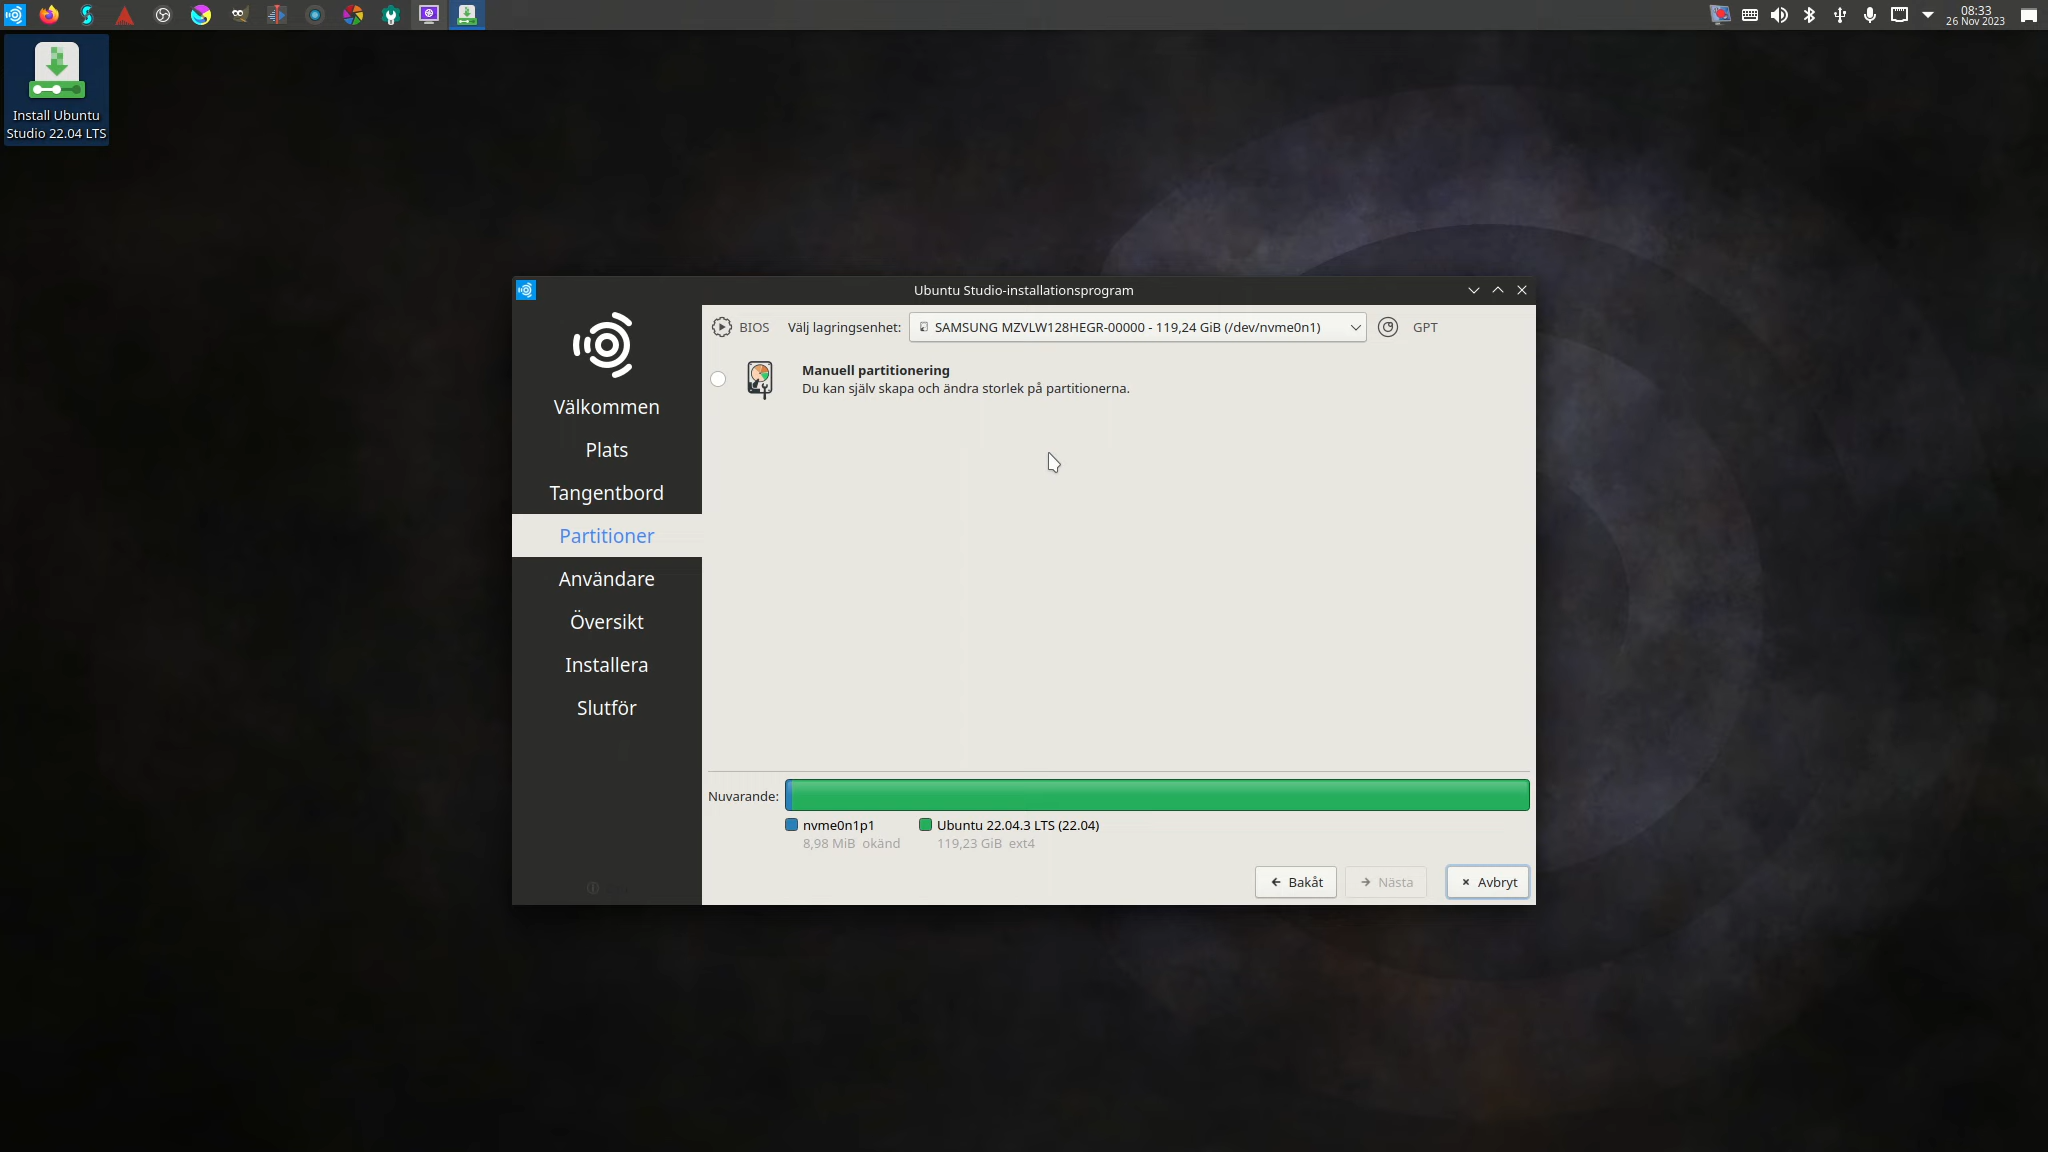 08:33
26 Nov 2023
Install Ubuntu
Studio 22.04 LTS
Ubuntu Studio-installationsprogram
BIOS
Välj lagringsenhet:
SAMSUNG MZVLW128HEGR-00000 - 119,24 GiB (/dev/nvme0n1)
GPT
Manuell partitionering
Du kan själv skapa och ändra storlek på partitionerna.
Välkommen
Plats
Tangentbord
Partitioner
Användare
Översikt
Installera
Slutför
Nuvarande:
nvme0n1p1
8,98 MiB okänd
Ubuntu 22.04.3 LTS (22.04)
119,23 GiB ext4
Bakåt
Nästa
Avbryt